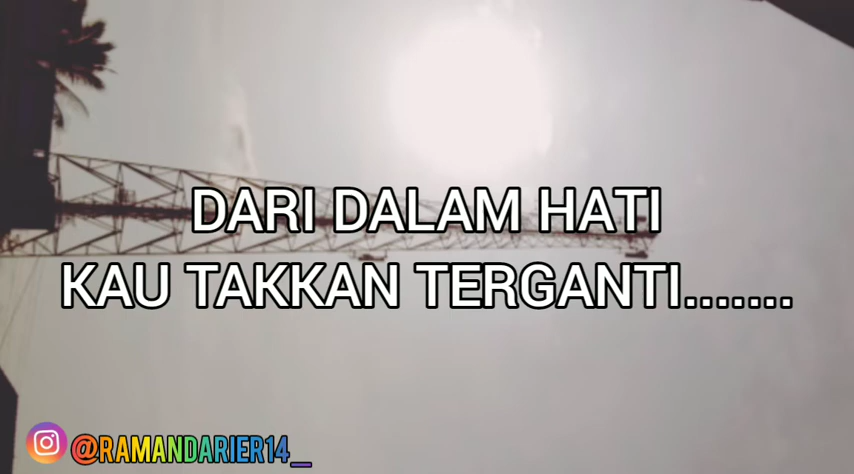 DARI DALAM HATI
KAU TAKKAN TERGANTI.......
@RAMANDARIER14_